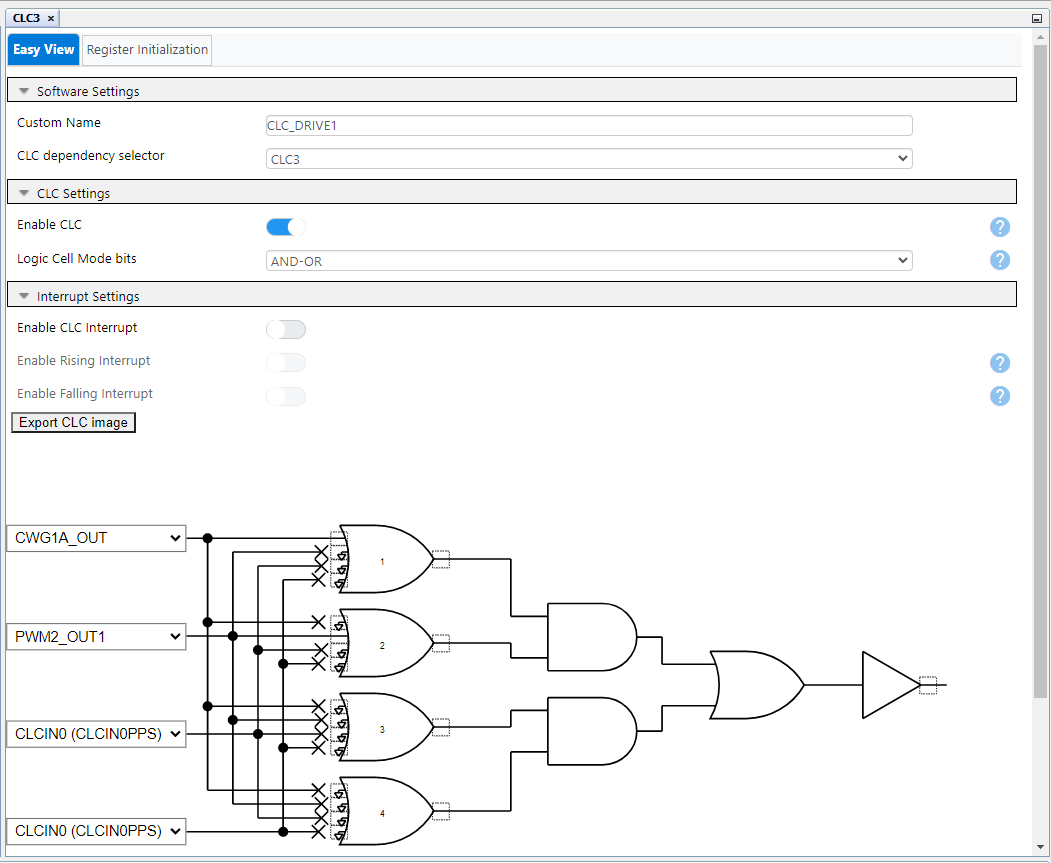 CLC3 ×
Easy View Register Initialization
Software Settings
Custom Name CLC_DRIVE1
CLC dependency selector CLC3
CLC Settings
Enable CLC ?
Logic Cell Mode bits AND-OR ?
Interrupt Settings
Enable CLC Interrupt
Enable Rising Interrupt ?
Enable Falling Interrupt ?
Export CLC image
CWG1A_OUT
1
PWM2_OUT1
2
CLCIN0 (CLCIN0PPS)
3
4
CLCIN0 (CLCIN0PPS)